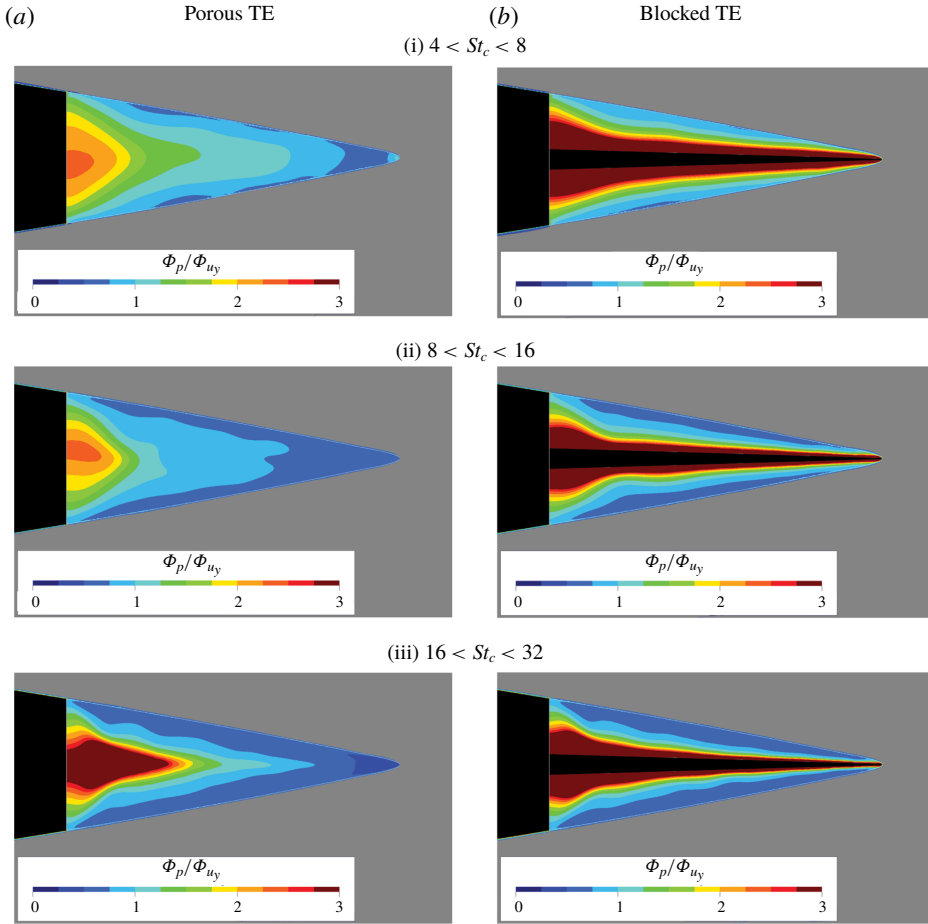 (a) Porous TE (b) Blocked TE
(i) 4 < St_c < 8
Φ_p/Φ_{u_y} Φ_p/Φ_{u_y}
0 1 2 3 0 1 2 3
(ii) 8 < St_c < 16
Φ_p/Φ_{u_y} Φ_p/Φ_{u_y}
0 1 2 3 0 1 2 3
(iii) 16 < St_c < 32
Φ_p/Φ_{u_y} Φ_p/Φ_{u_y}
0 1 2 3 0 1 2 3